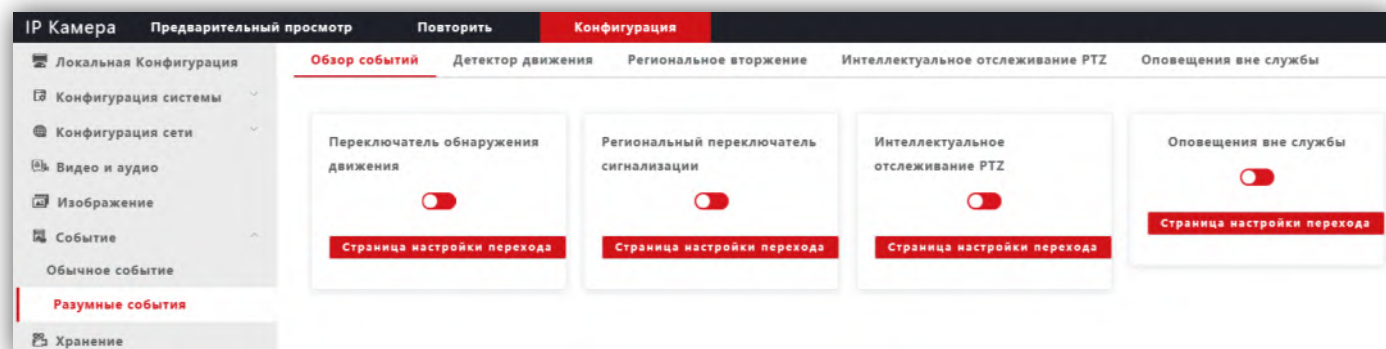 IP Камера Предварительный просмотр Повторить Конфигурация
Локальная Конфигурация
Конфигурация системы
Конфигурация сети
Видео и аудио
Изображение
Событие
Обычное событие
Разумные события
Хранение
Обзор событий Детектор движения Региональное вторжение Интеллектуальное отслеживание PTZ Оповещения вне службы
Переключатель обнаружения
движения
Страница настройки перехода
Региональный переключатель
сигнализации
Страница настройки перехода
Интеллектуальное
отслеживание PTZ
Страница настройки перехода
Оповещения вне службы
Страница настройки перехода